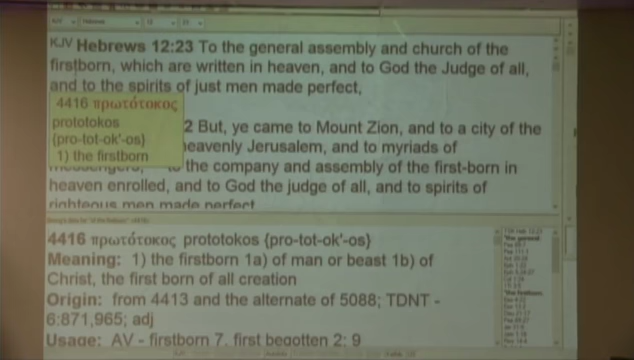 KJV Hebrews 12:23 To the general assembly and church of the
firstborn, which are written in heaven, and to God the Judge of all,
and to the spirits of just men made perfect,
4416 πρωτότοκος
prototokos
{pro-tot-ok'-os}
1) the firstborn
2 But, ye came to Mount Zion, and to a city of the
heavenly Jerusalem, and to myriads of
the company and assembly of the first-born in
heaven enrolled, and to God the judge of all, and to spirits of
righteous men made perfect
4416 πρωτότοκος prototokos {pro-tot-ok'-os}
Meaning: 1) the firstborn 1a) of man or beast 1b) of
Christ, the first born of all creation
Origin: from 4413 and the alternate of 5088; TDNT -
6:871,965; adj
Usage: AV - firstborn 7, first begotten 2; 9